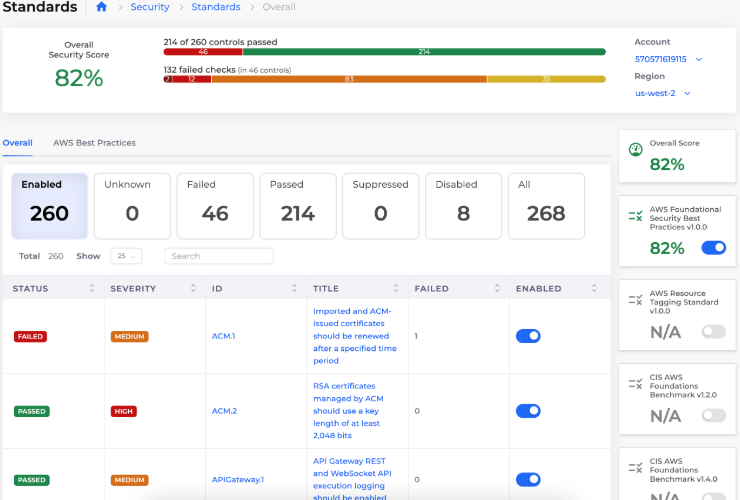 Standards
Security
Standards
Overall
Overall
Security Score
82%
214 of 260 controls passed
46
214
132 failed checks (in 46 controls)
2
12
83
35
Account
570571619115
Region
us-west-2
Overall
AWS Best Practices
Enabled
260
Unknown
0
Failed
46
Passed
214
Suppressed
0
Disabled
8
All
268
Total 260 Show 25 Search
STATUS
SEVERITY
ID
TITLE
FAILED
ENABLED
FAILED
MEDIUM
ACM.1
Imported and ACM-
issued certificates
should be renewed
after a specified time
period
1
PASSED
HIGH
ACM.2
RSA certificates
managed by ACM
should use a key
length of at least
2,048 bits
0
PASSED
MEDIUM
APIGateway.1
API Gateway REST
and WebSocket API
execution logging
should be enabled
0
Overall Score
82%
AWS Foundational
Security Best
Practices v1.0.0
82%
AWS Resource
Tagging Standard
v1.0.0
N/A
CIS AWS
Foundations
Benchmark v1.2.0
N/A
CIS AWS
Foundations
Benchmark v1.4.0
N/A